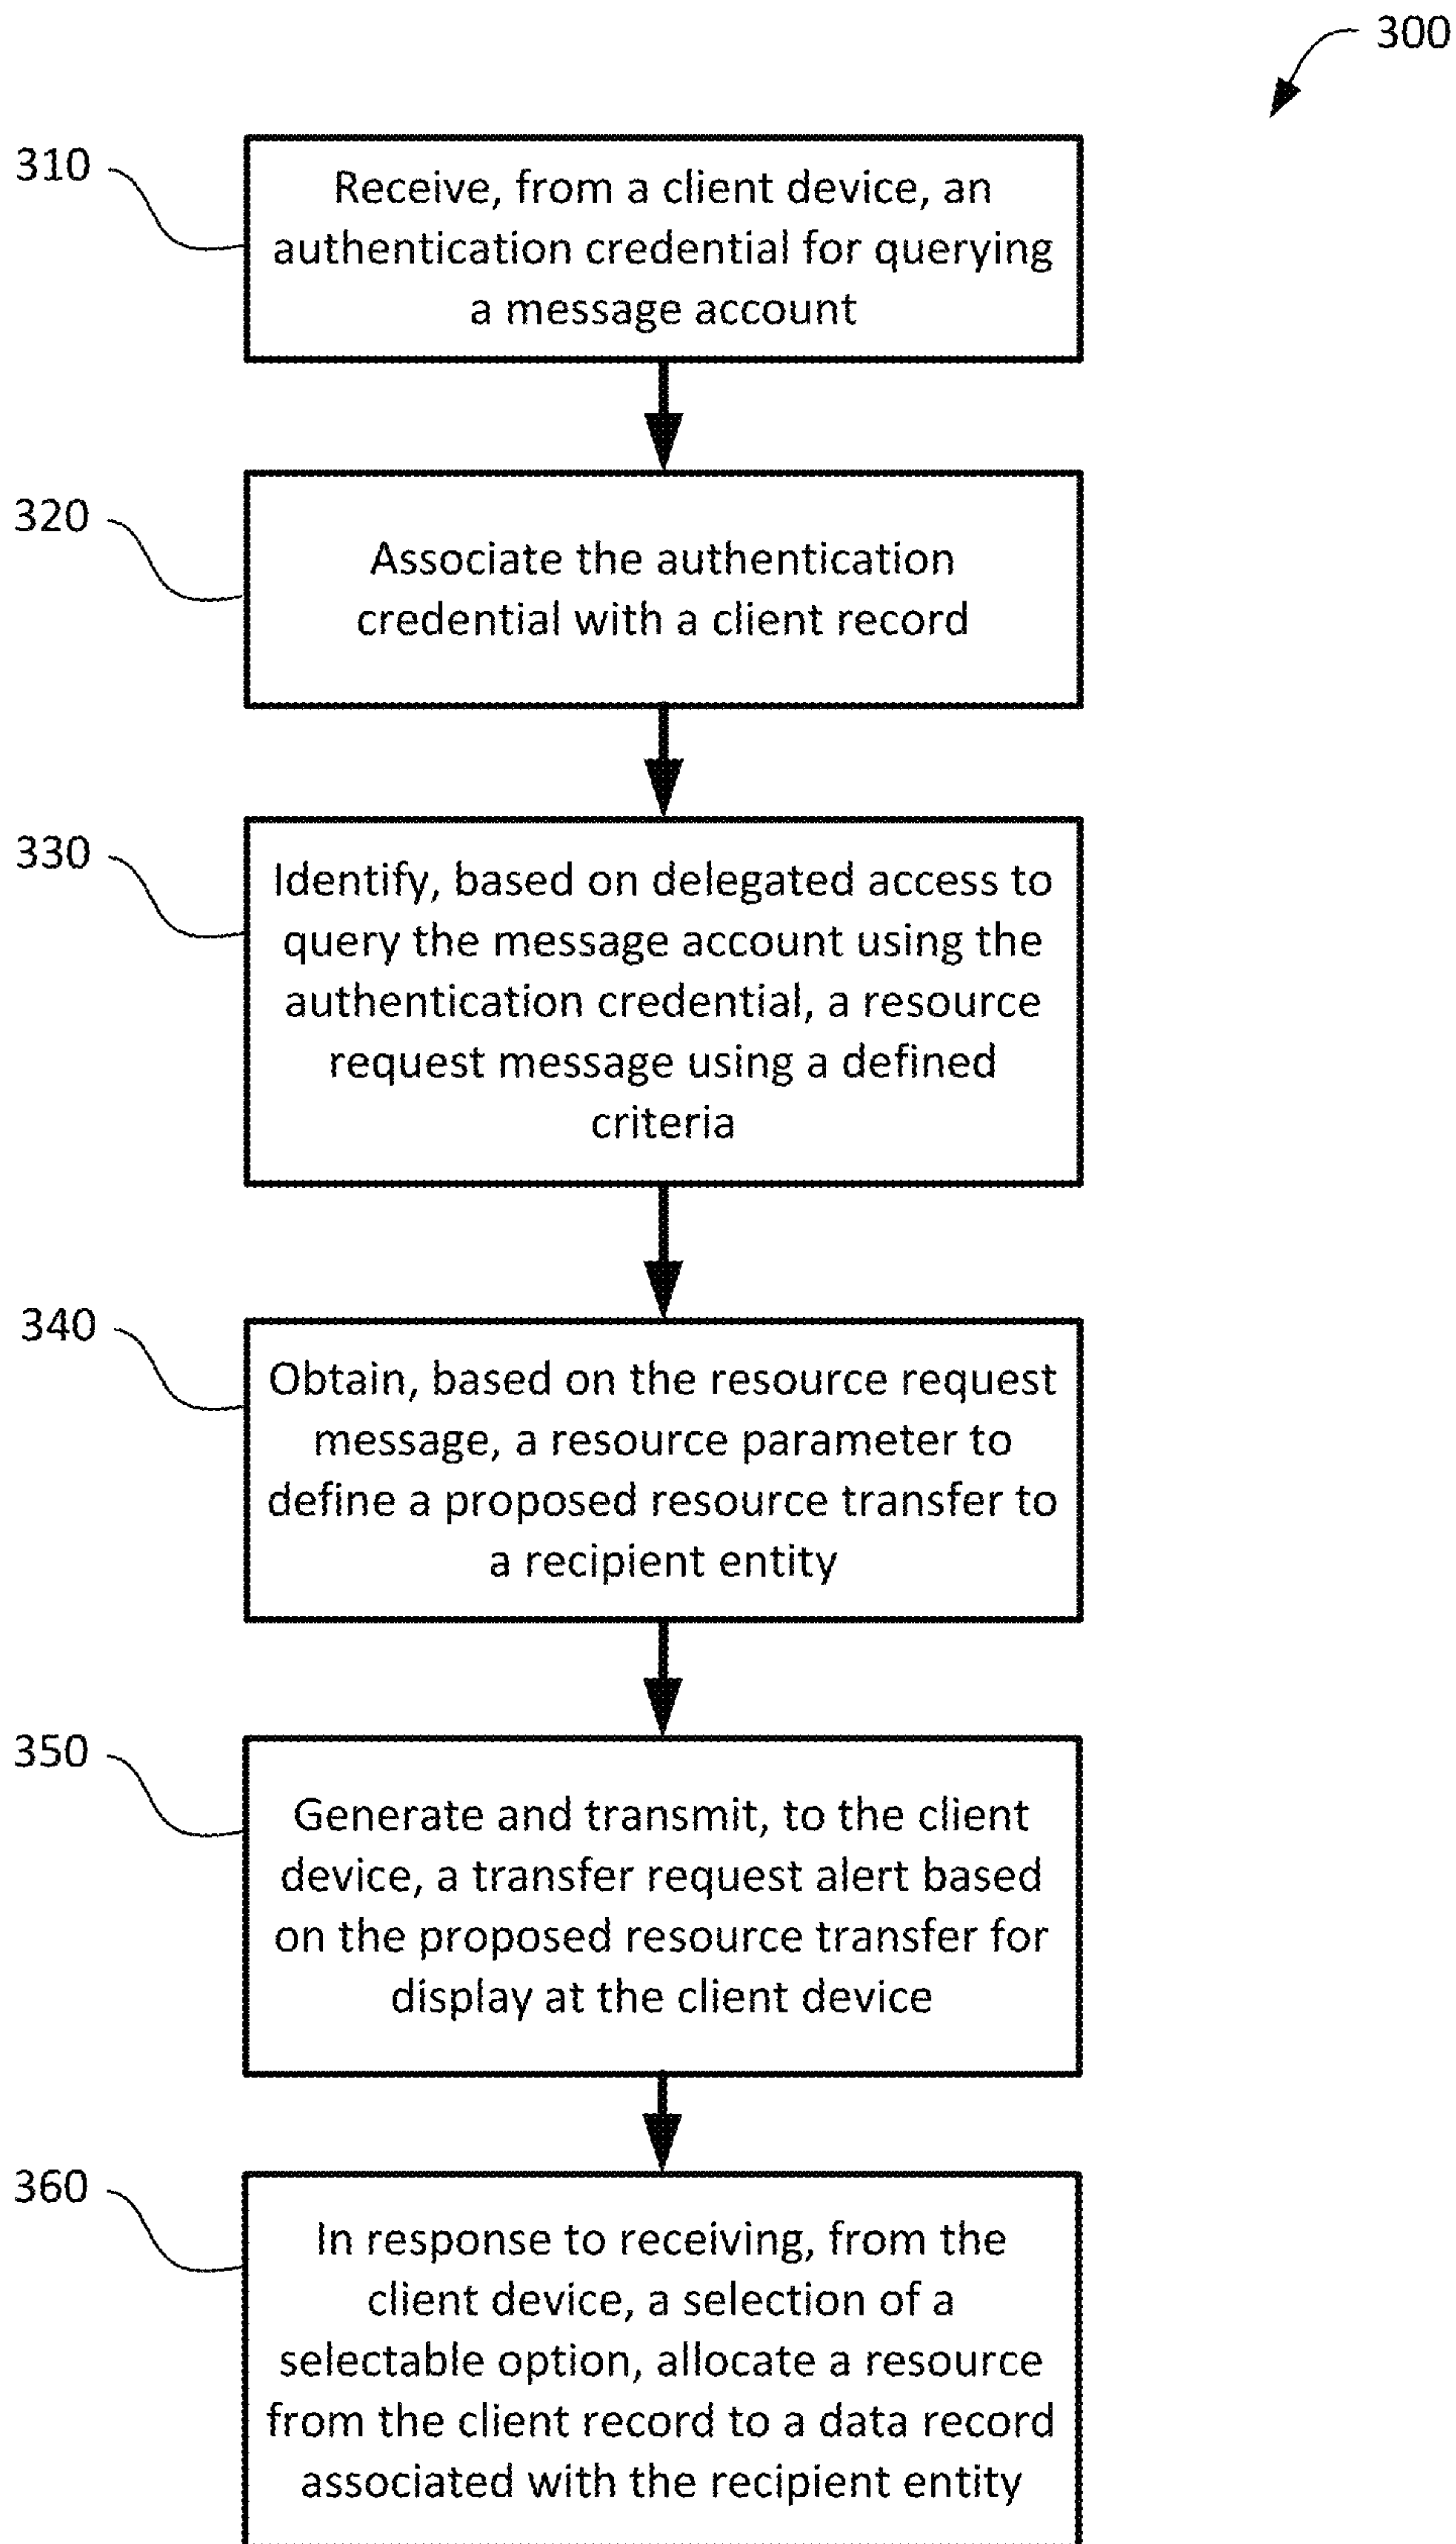 300
310
Receive, from a client device, an
authentication credential for querying
a message account
320
Associate the authentication
credential with a client record
330
Identify, based on delegated access to
query the message account using the
authentication credential, a resource
request message using a defined
criteria
340
Obtain, based on the resource request
message, a resource parameter to
define a proposed resource transfer to
a recipient entity
350
Generate and transmit, to the client
device, a transfer request alert based
on the proposed resource transfer for
display at the client device
360
In response to receiving, from the
client device, a selection of a
selectable option, allocate a resource
from the client record to a data record
associated with the recipient entity